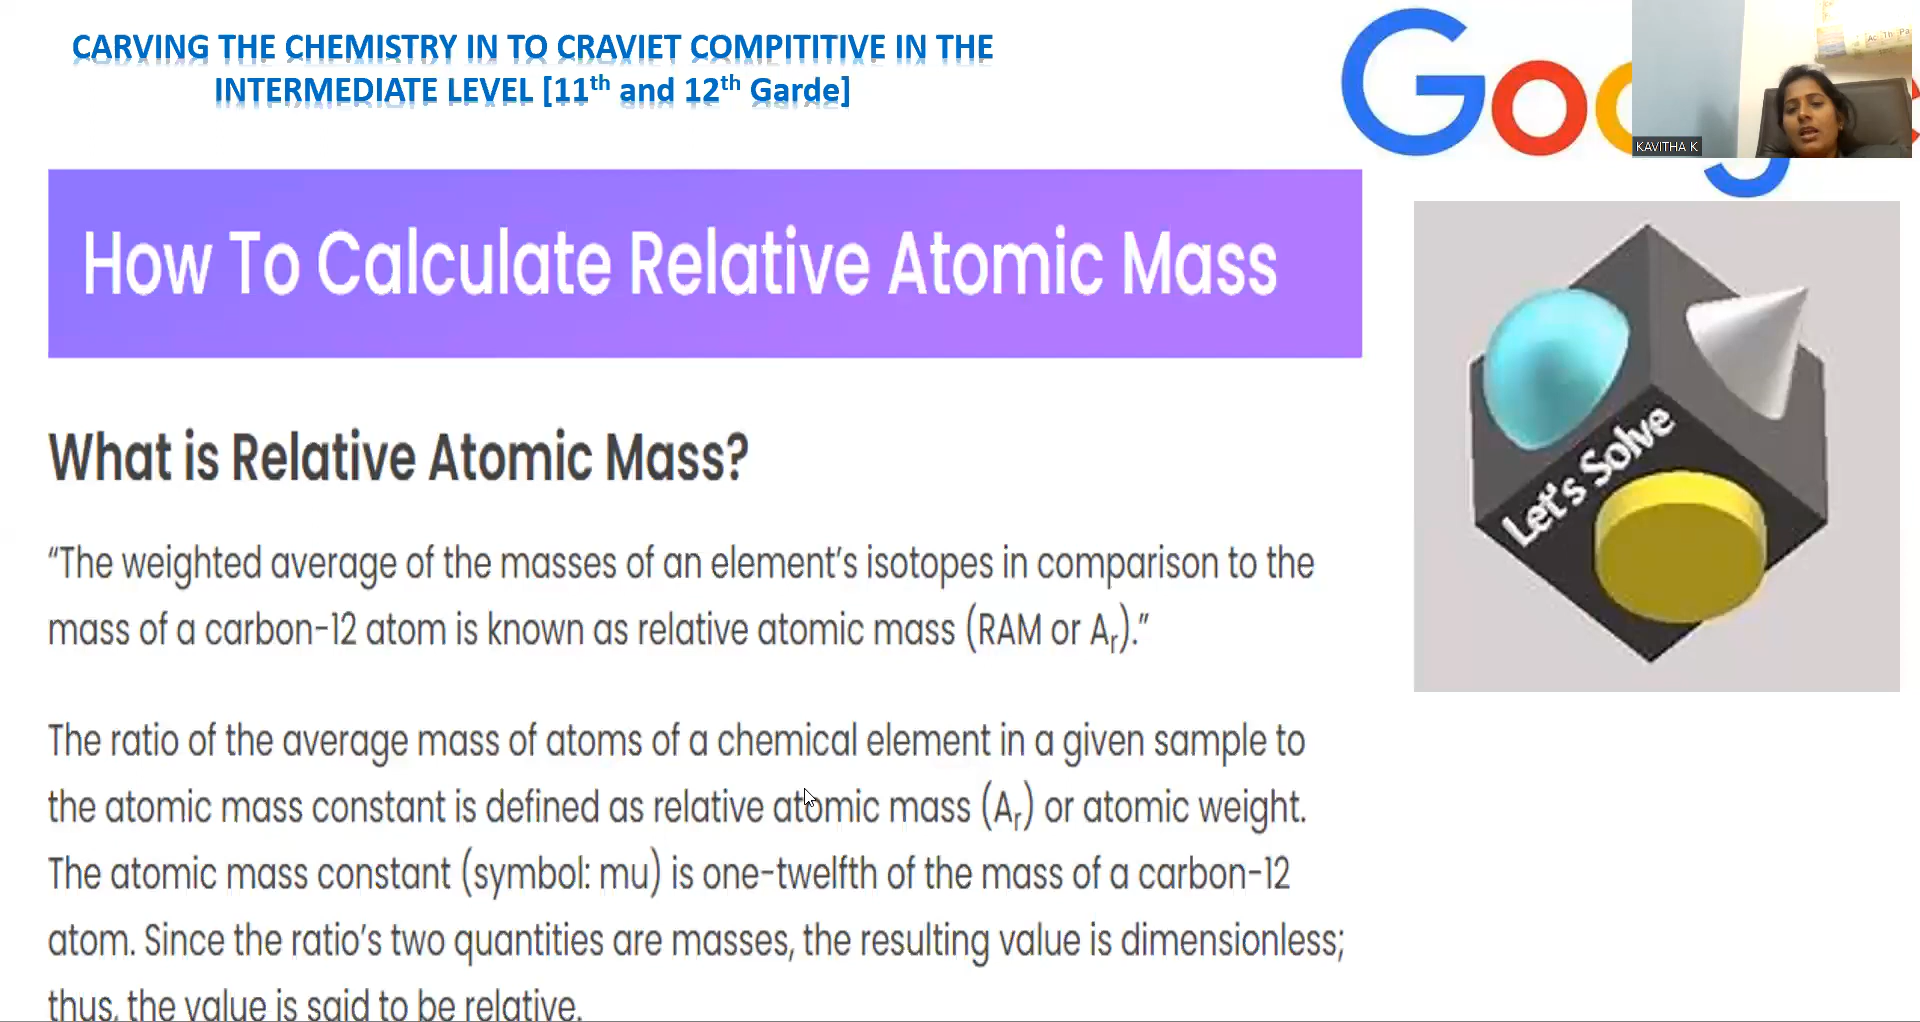 CARVING THE CHEMISTRY IN TO CRAVIET COMPITITIVE IN THE
INTERMEDIATE LEVEL [11th and 12th Garde]
Goo
KAVITHA K
How To Calculate Relative Atomic Mass
Let's Solve
What is Relative Atomic Mass?
“The weighted average of the masses of an element’s isotopes in comparison to the
mass of a carbon-12 atom is known as relative atomic mass (RAM or Ar).”
The ratio of the average mass of atoms of a chemical element in a given sample to
the atomic mass constant is defined as relative atomic mass (Ar) or atomic weight.
The atomic mass constant (symbol: mu) is one-twelfth of the mass of a carbon-12
atom. Since the ratio’s two quantities are masses, the resulting value is dimensionless;
thus, the value is said to be relative.